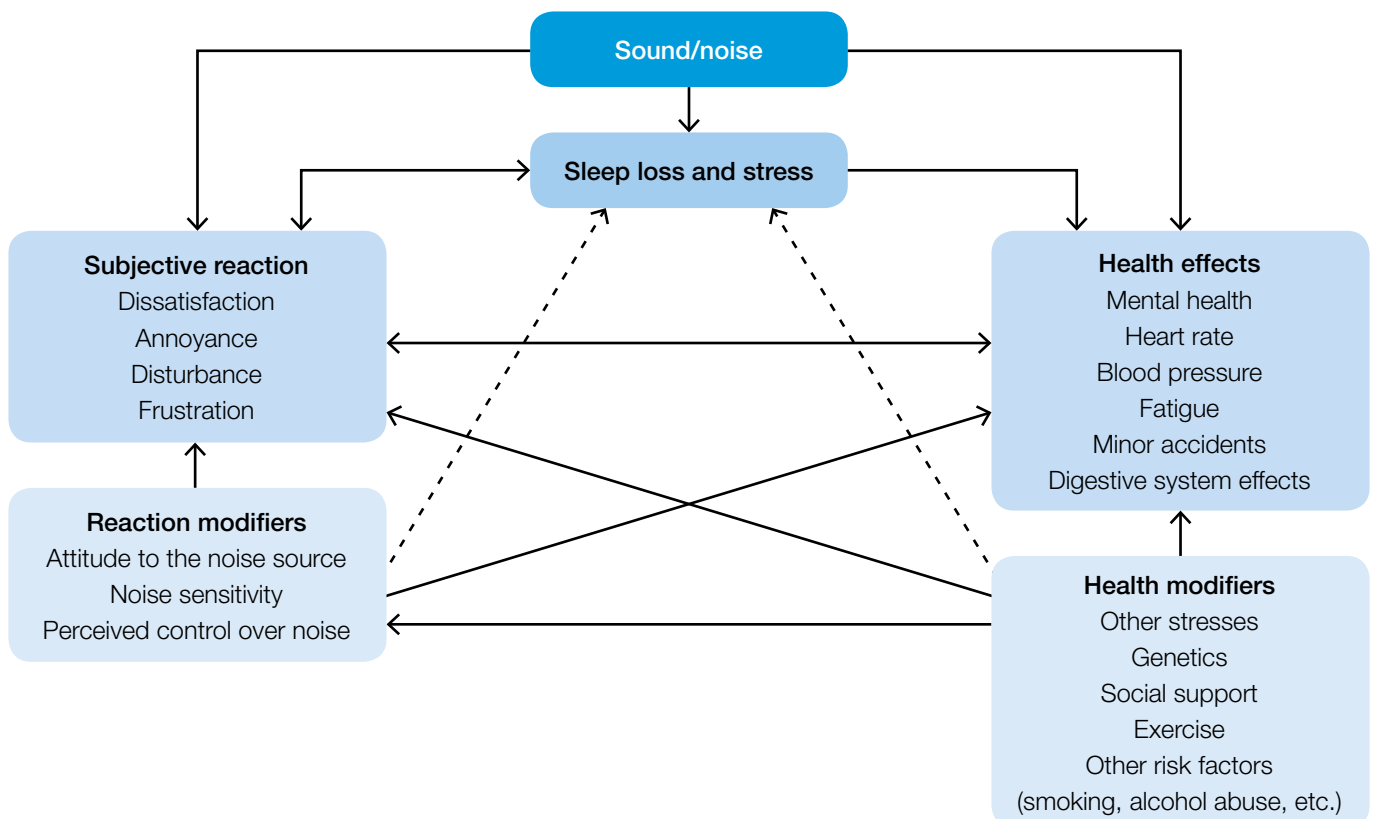 Sound/noise
Sleep loss and stress
Subjective reaction
Dissatisfaction
Annoyance
Disturbance
Frustration
Health effects
Mental health
Heart rate
Blood pressure
Fatigue
Minor accidents
Digestive system effects
Reaction modifiers
Attitude to the noise source
Noise sensitivity
Perceived control over noise
Health modifiers
Other stresses
Genetics
Social support
Exercise
Other risk factors
(smoking, alcohol abuse, etc.)